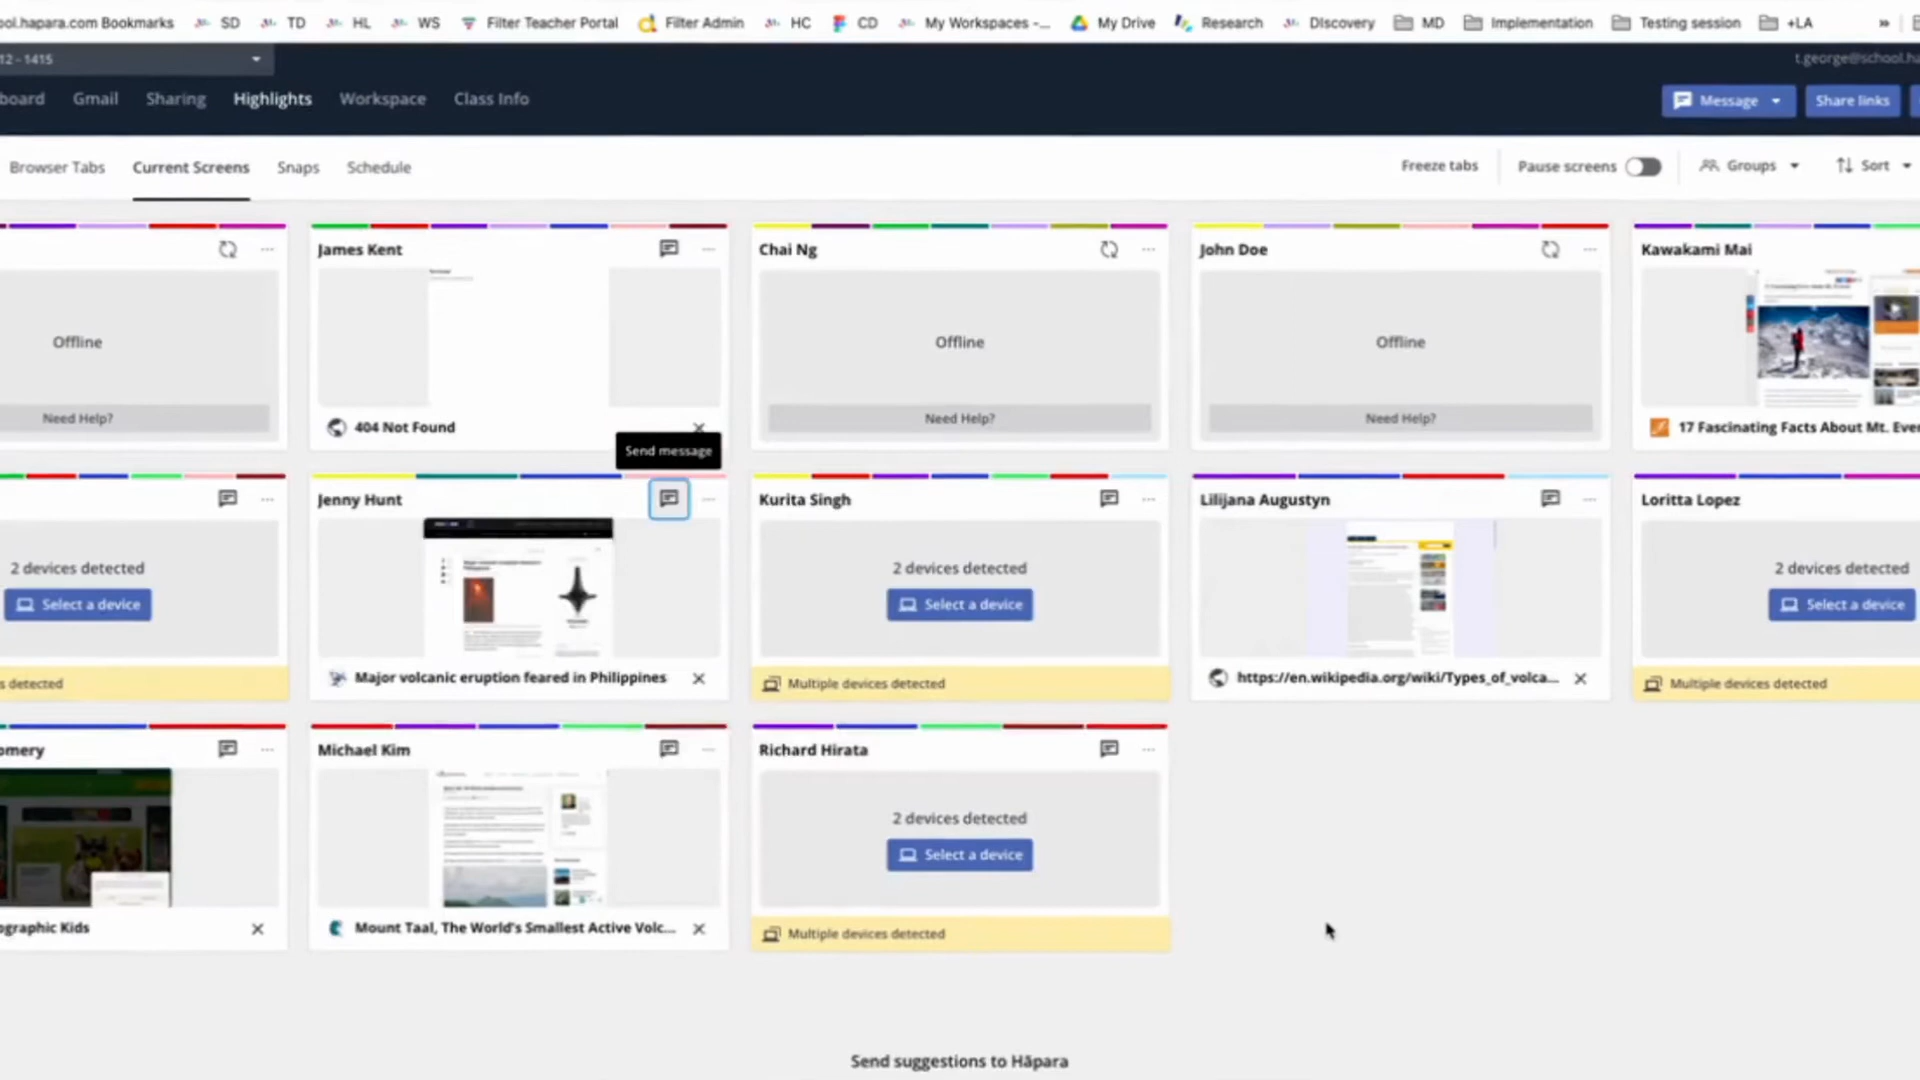 ool.hapara.com Bookmarks SD TD HL WS Filter Teacher Portal Filter Admin HC CD My Workspaces -... My Drive Research DIscovery MD Implementation Testing session +LA »
12 - 1415 t.george@school.ha
board Gmail Sharing Highlights Workspace Class Info Message Share links
Browser Tabs Current Screens Snaps Schedule Freeze tabs Pause screens Groups Sort
James Kent Chai Ng John Doe Kawakami Mai
Offline Offline Offline
Need Help? Need Help? Need Help?
404 Not Found 17 Fascinating Facts About Mt. Ever
Send message
Jenny Hunt Kurita Singh Lilijana Augustyn Loritta Lopez
2 devices detected 2 devices detected 2 devices detected
Select a device Select a device Select a device
s detected Major volcanic eruption feared in Philippines Multiple devices detected https://en.wikipedia.org/wiki/Types_of_volca... Multiple devices detected
omery Michael Kim Richard Hirata
2 devices detected
Select a device
ographic Kids Mount Taal, The World's Smallest Active Volc... Multiple devices detected
Send suggestions to Hāpara